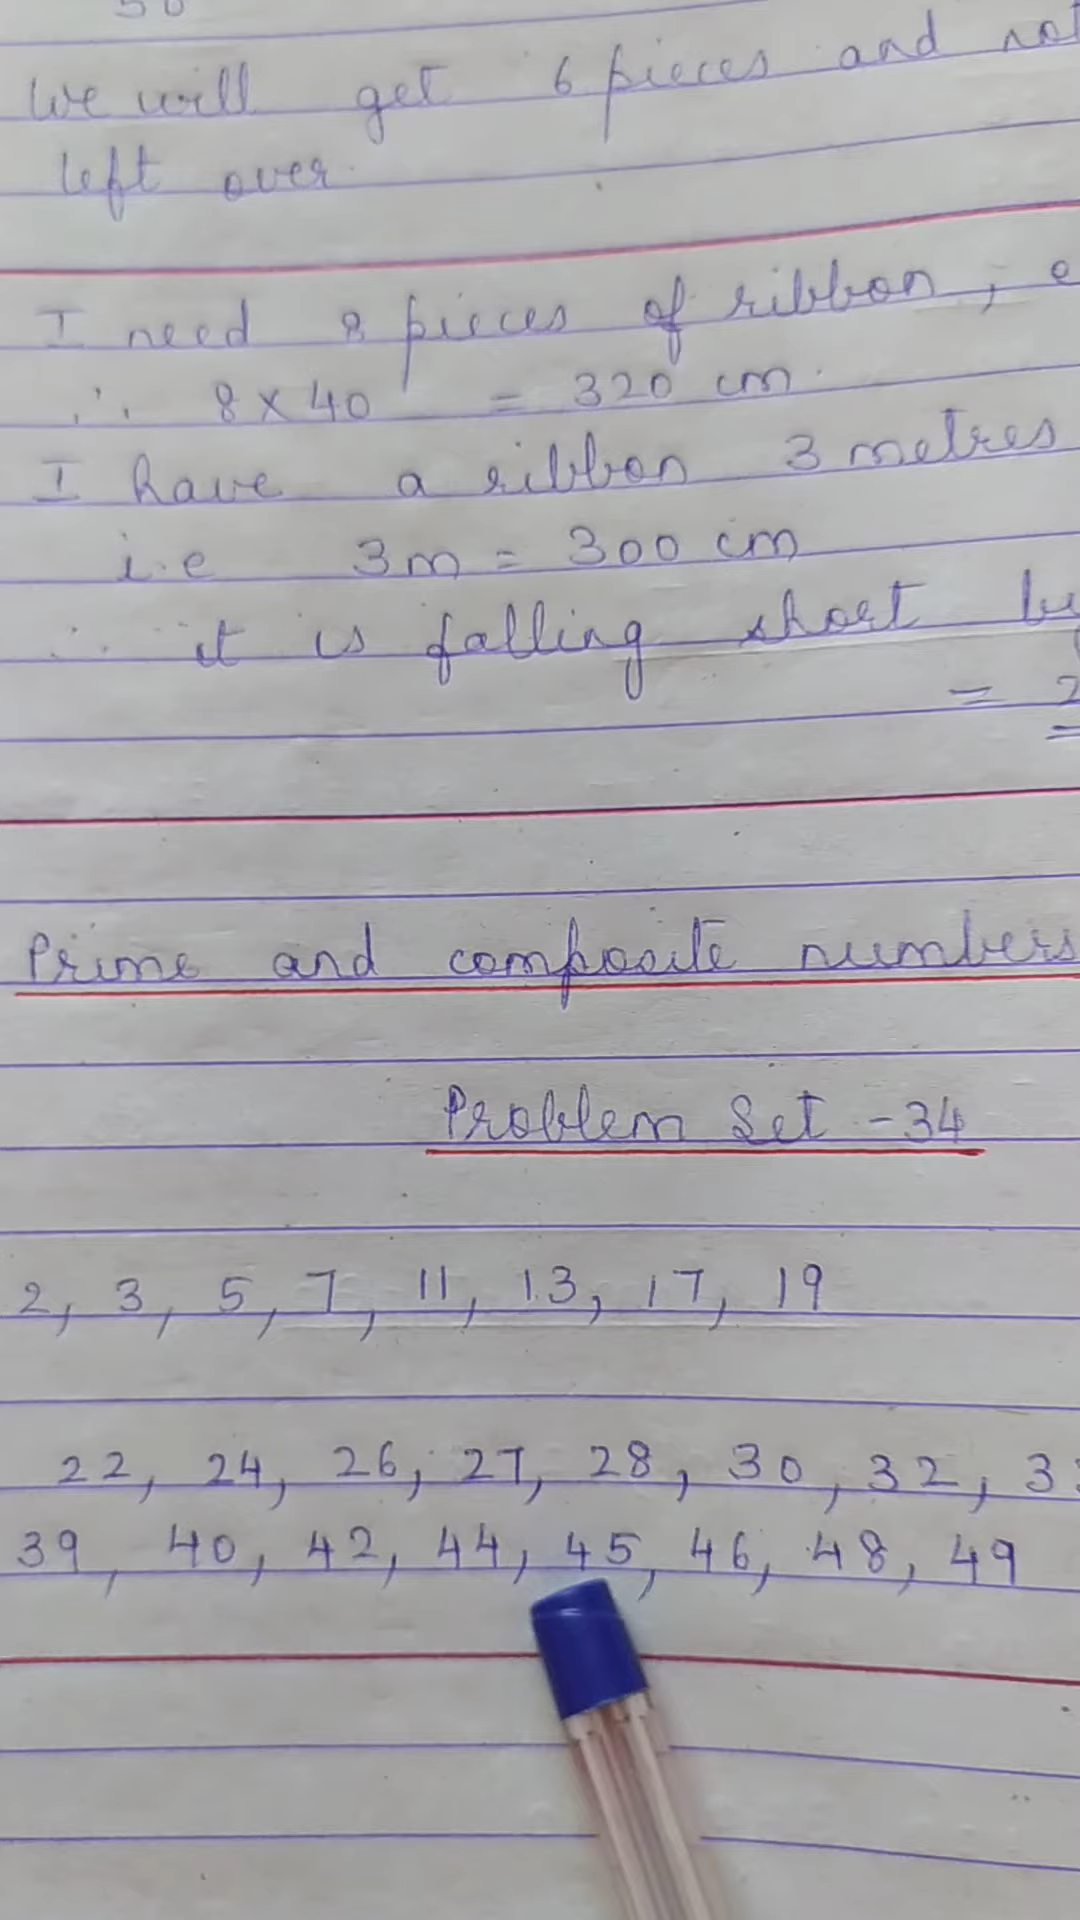 We will get 6 pieces and
left over.
I need 8 pieces of ribbon,
∴ 8 × 40 = 320 cm.
I have a ribbon 3 metres
i.e 3m = 300 cm
∴ it is falling short
=
Prime and composite numbers
Problem Set - 34
2, 3, 5, 7, 11, 13, 17, 19
22, 24, 26, 27, 28, 30, 32,
39, 40, 42, 44, 45, 46, 48, 49